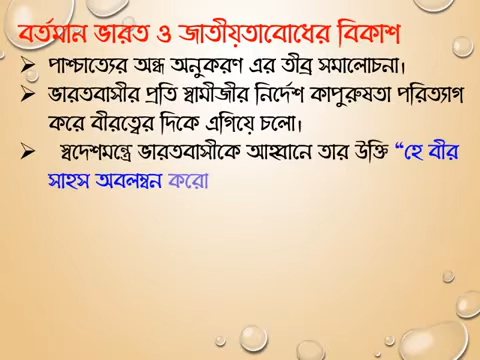 বর্তমান ভারত ও জাতীয়তাবোধের বিকাশ
➢ পাশ্চাত্যের অন্ধ অনুকরণ এর তীব্র সমালোচনা।
➢ ভারতবাসীর প্রতি স্বামীজীর নির্দেশ কাপুরুষতা পরিত্যাগ
করে বীরত্বের দিকে এগিয়ে চলো।
➢ স্বদেশমন্ত্রে ভারতবাসীকে আহ্বানে তার উক্তি “হে বীর
সাহস অবলম্বন করো